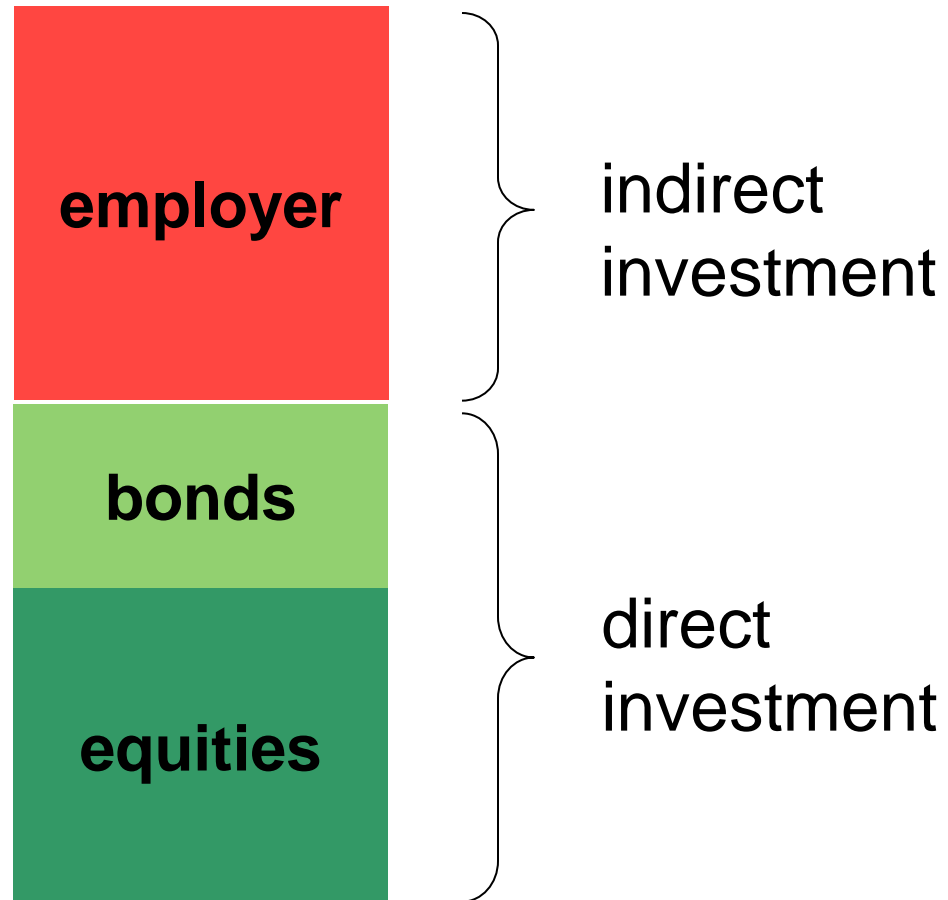 employer
indirect
investment
bonds
equities
direct
investment